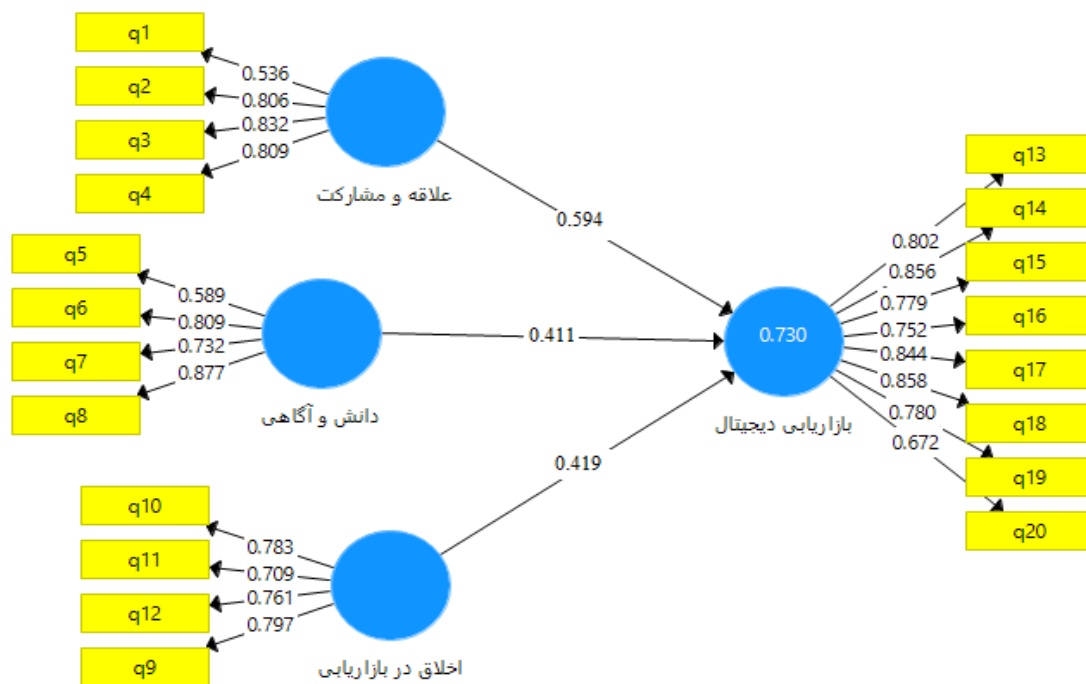 q1
q2
q3
q4
0.536
0.806
0.832
0.809
علاقه و مشارکت
q5
q6
q7
q8
0.589
0.809
0.732
0.877
دانش و آگاهی
q10
q11
q12
q9
0.783
0.709
0.761
0.797
اخلاق در بازاریابی
0.594
0.411
0.419
0.730
بازاریابی دیجیتال
0.802
0.856
0.779
0.752
0.844
0.858
0.780
0.672
q13
q14
q15
q16
q17
q18
q19
q20